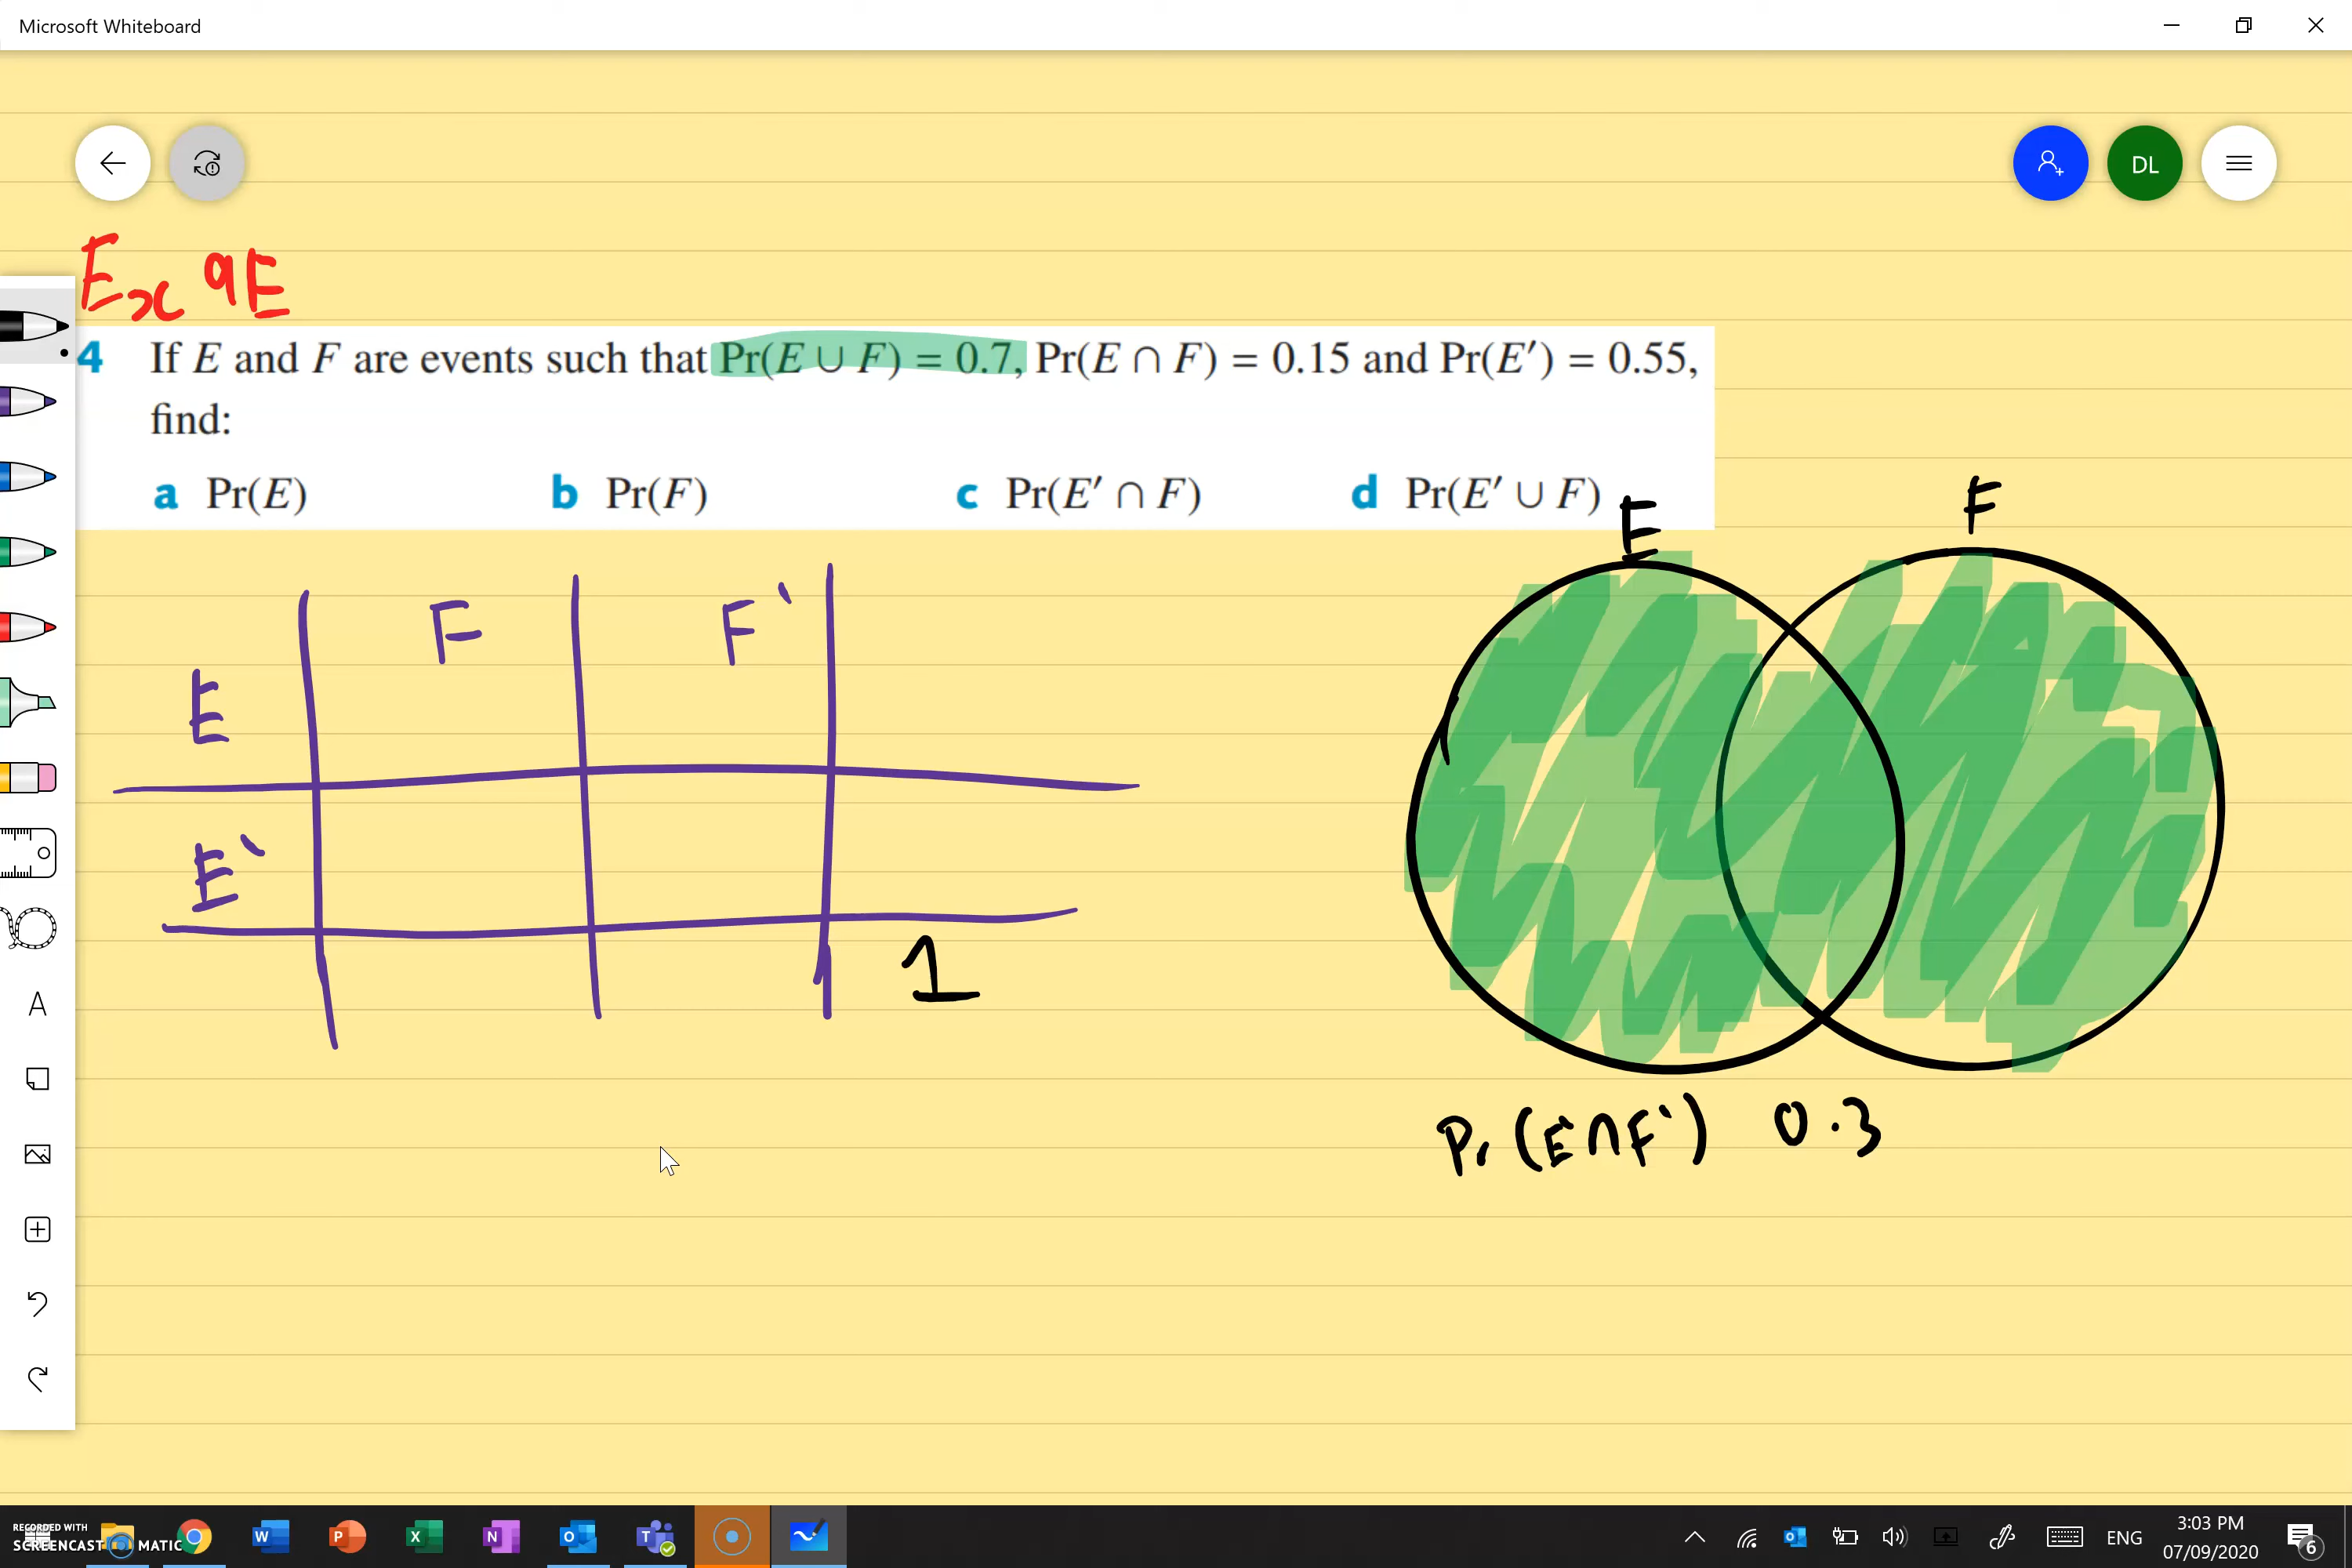 Microsoft Whiteboard
DL
Ex 9E
4 If E and F are events such that Pr(E ∪ F) = 0.7, Pr(E ∩ F) = 0.15 and Pr(E′) = 0.55,
find:
a Pr(E) b Pr(F) c Pr(E′ ∩ F) d Pr(E′ ∪ F)
E F
F F'
E
E'
1
Pr (E' ∩ F') 0.3
A
RECORDED WITH
SCREENCAST MATIC
W P X N O T
ENG
3:03 PM
07/09/2020
6